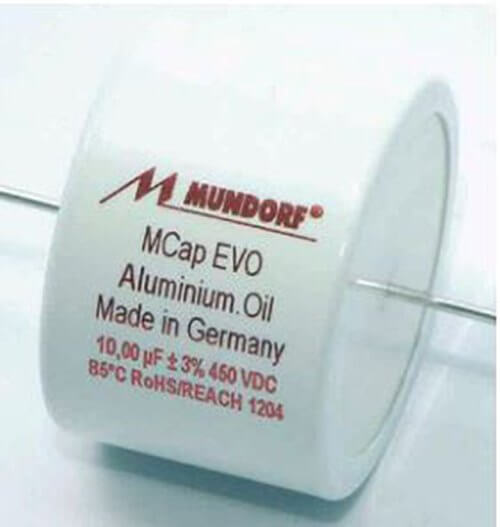 MUNDORF®
MCap EVO
Aluminium.Oil
Made in Germany
10,00 µF ± 3% 450 VDC
85°C RoHS/REACH 1204